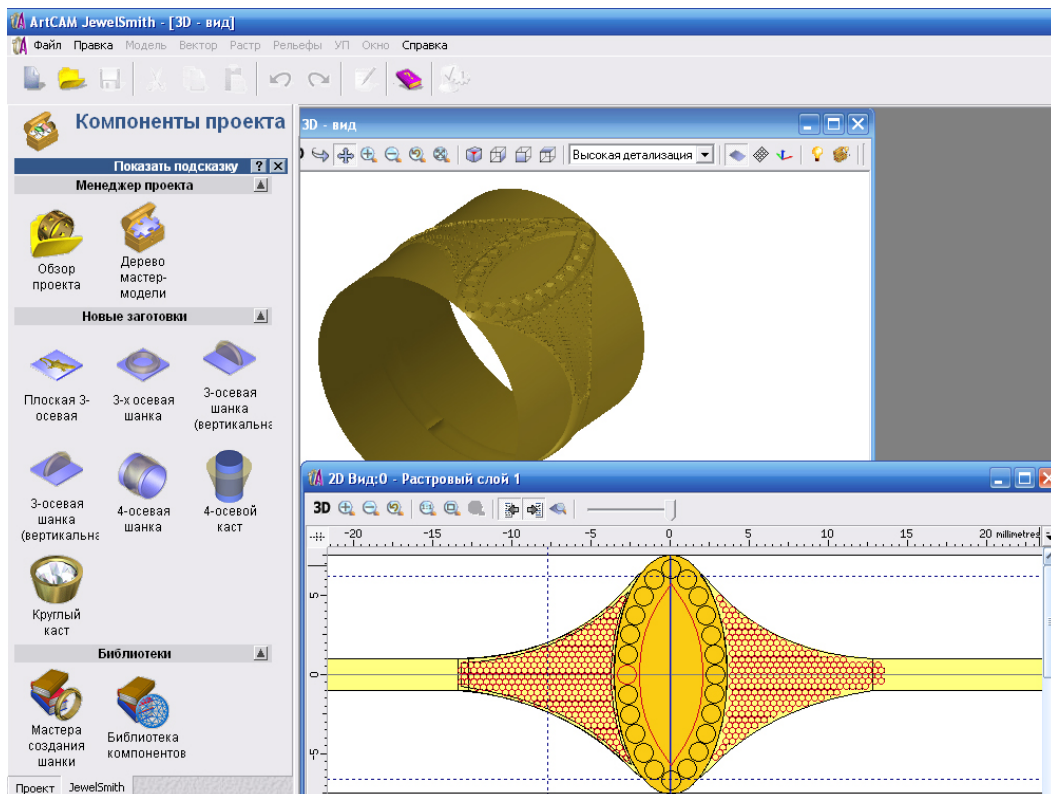 ArtCAM JewelSmith - [3D - вид]
Файл Правка Модель Вектор Растр Рельефы УП Окно Справка
Компоненты проекта
Показать подсказку ? X
Менеджер проекта
Обзор
проекта
Дерево
мастер-
модели
Новые заготовки
Плоская 3-
осевая
3-х осевая
шанка
3-осевая
шанка
(вертикальна
3-осевая
шанка
(вертикальна
4-осевая
шанка
4-осевой
каст
Круглый
каст
Библиотеки
Мастера
создания
шанки
Библиотека
компонентов
Проект JewelSmith
3D - вид
Высокая детализация
2D Вид:0 - Растровый слой 1
3D
-20 -15 -10 -5 0 5 10 15 20 millimetres
5
0
-5